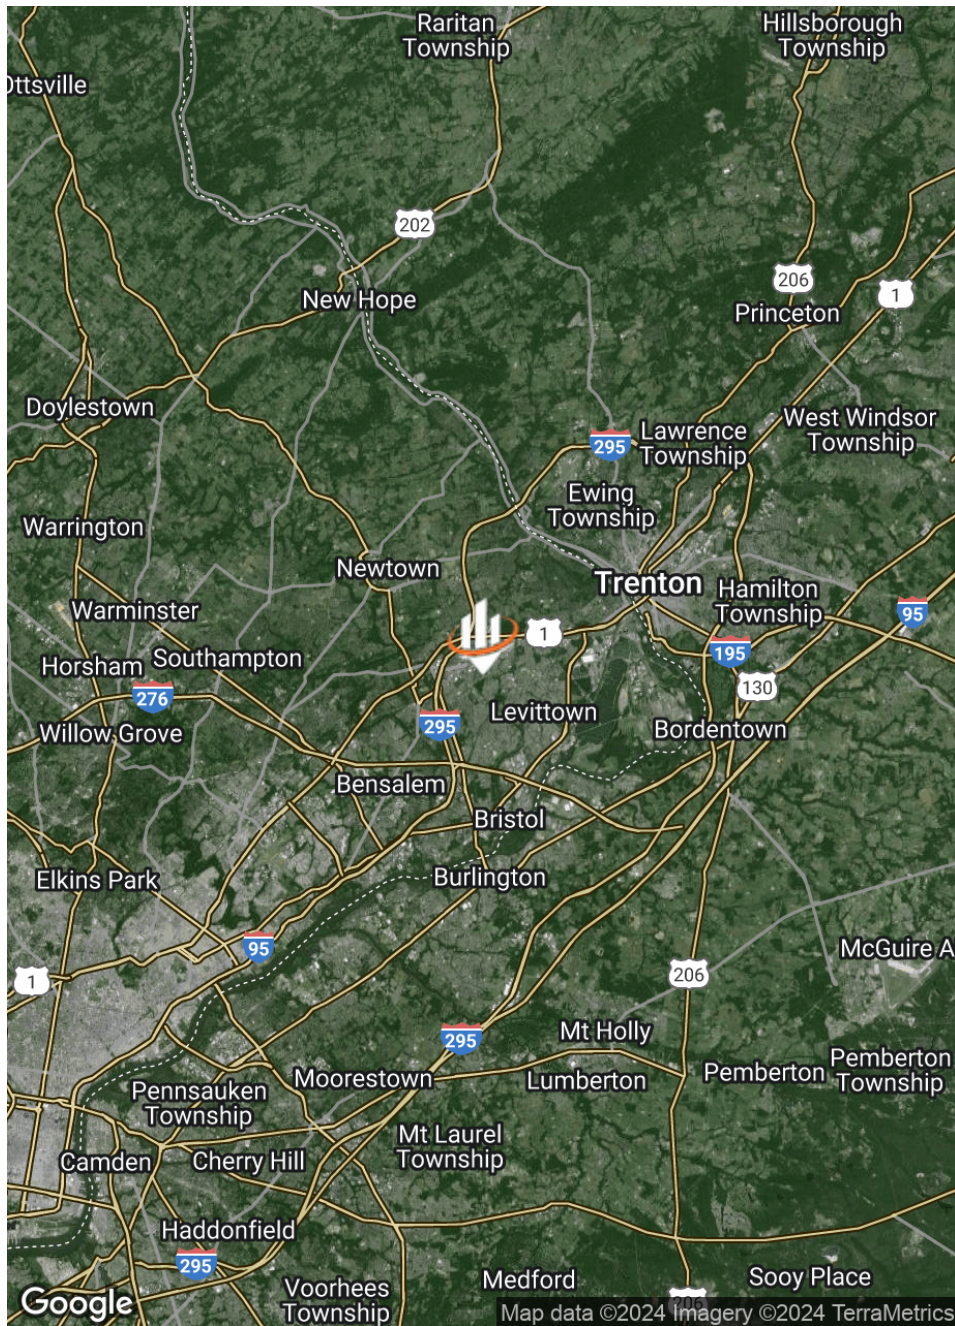 Raritan
Township
Hillsborough
Township
Ottsville
202
206
1
New Hope
Princeton
Doylestown
295
Lawrence
Township
West Windsor
Township
Ewing
Township
Warrington
Newtown
Trenton
Hamilton
Township
95
Warminster
1
195
Horsham
Southampton
276
130
Willow Grove
295
Levittown
Bordentown
Bensalem
Bristol
Elkins Park
Burlington
95
McGuire A
1
206
295
Mt Holly
Moorestown
Lumberton
Pemberton
Pemberton
Township
Pennsauken
Township
Mt Laurel
Township
Camden
Cherry Hill
Haddonfield
295
Voorhees
Township
Medford
Sooy Place
206
Google
Map data ©2024 Imagery ©2024 TerraMetrics